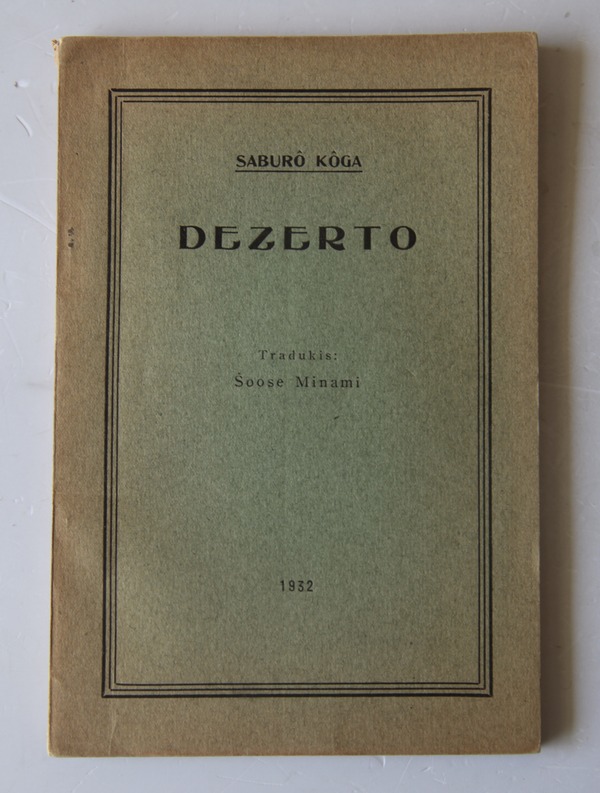 SABURÔ KÔGA
DEZERTO
Tradukis:
Ŝoose Minami
1932